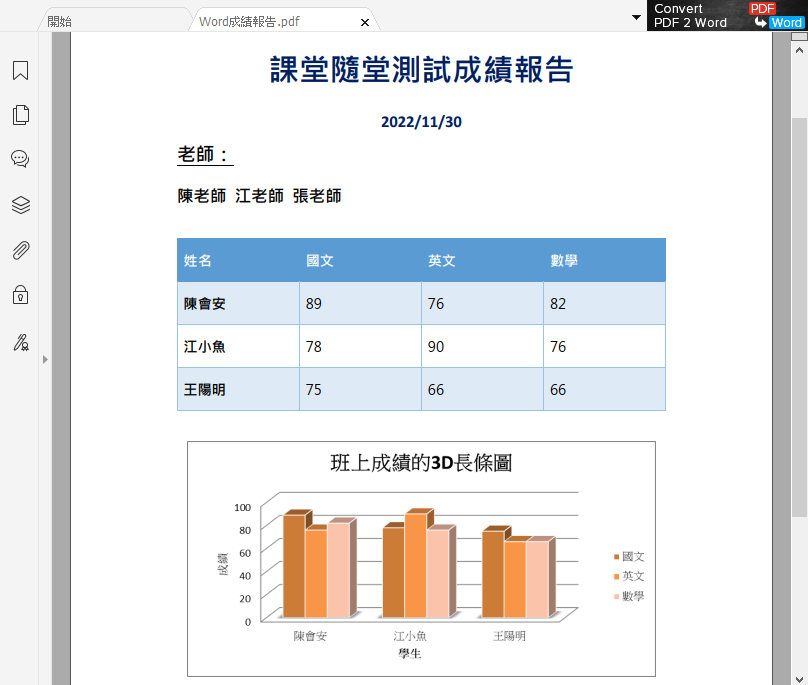 開始
Word成績報告.pdf
Convert PDF
PDF 2 Word Word
課堂隨堂測試成績報告
2022/11/30
老師：
陳老師 江老師 張老師
姓名 國文 英文 數學
陳會安 89 76 82
江小魚 78 90 76
王陽明 75 66 66
班上成績的3D長條圖
100
80
60
40
20
0
成績
陳會安 江小魚 王陽明
學生
國文
英文
數學